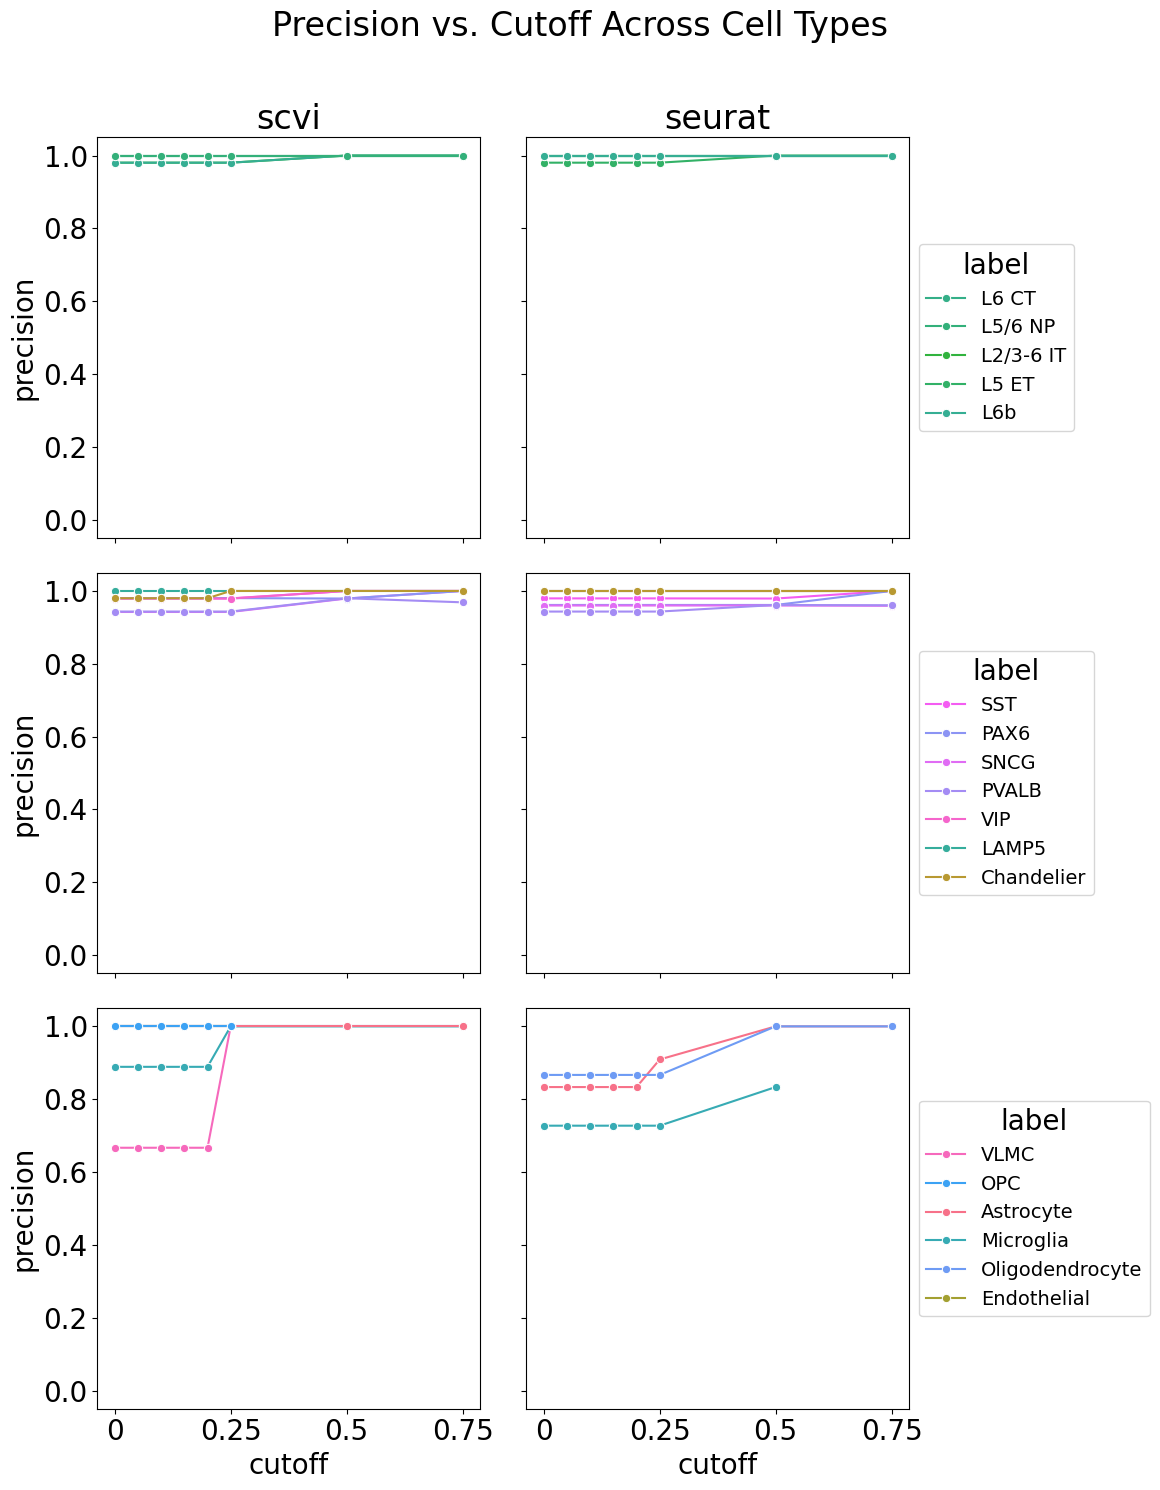 Precision vs. Cutoff Across Cell Types
scvi
seurat
1.0
0.8
0.6
0.4
0.2
0.0
precision
label
L6 CT
L5/6 NP
L2/3-6 IT
L5 ET
L6b
1.0
0.8
0.6
0.4
0.2
0.0
precision
label
SST
PAX6
SNCG
PVALB
VIP
LAMP5
Chandelier
1.0
0.8
0.6
0.4
0.2
0.0
precision
label
VLMC
OPC
Astrocyte
Microglia
Oligodendrocyte
Endothelial
0 0.25 0.5 0.75
cutoff
0 0.25 0.5 0.75
cutoff